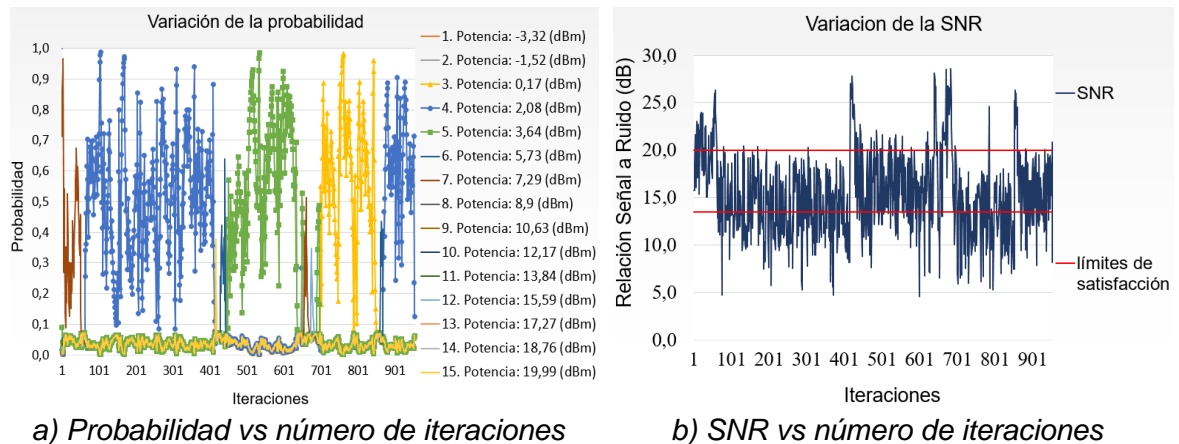 Variación de la probabilidad
Probabilidad
1,0
0,9
0,8
0,7
0,6
0,5
0,4
0,3
0,2
0,1
0,0
1 101 201 301 401 501 601 701 801 901
Iteraciones
1. Potencia: -3,32 (dBm)
2. Potencia: -1,52 (dBm)
3. Potencia: 0,17 (dBm)
4. Potencia: 2,08 (dBm)
5. Potencia: 3,64 (dBm)
6. Potencia: 5,73 (dBm)
7. Potencia: 7,29 (dBm)
8. Potencia: 8,9 (dBm)
9. Potencia: 10,63 (dBm)
10. Potencia: 12,17 (dBm)
11. Potencia: 13,84 (dBm)
12. Potencia: 15,59 (dBm)
13. Potencia: 17,27 (dBm)
14. Potencia: 18,76 (dBm)
15. Potencia: 19,99 (dBm)
a) Probabilidad vs número de iteraciones
Variacion de la SNR
Relación Señal a Ruido (dB)
30,0
25,0
20,0
15,0
10,0
5,0
0,0
1 101 201 301 401 501 601 701 801 901
Iteraciones
SNR
límites de
satisfacción
b) SNR vs número de iteraciones